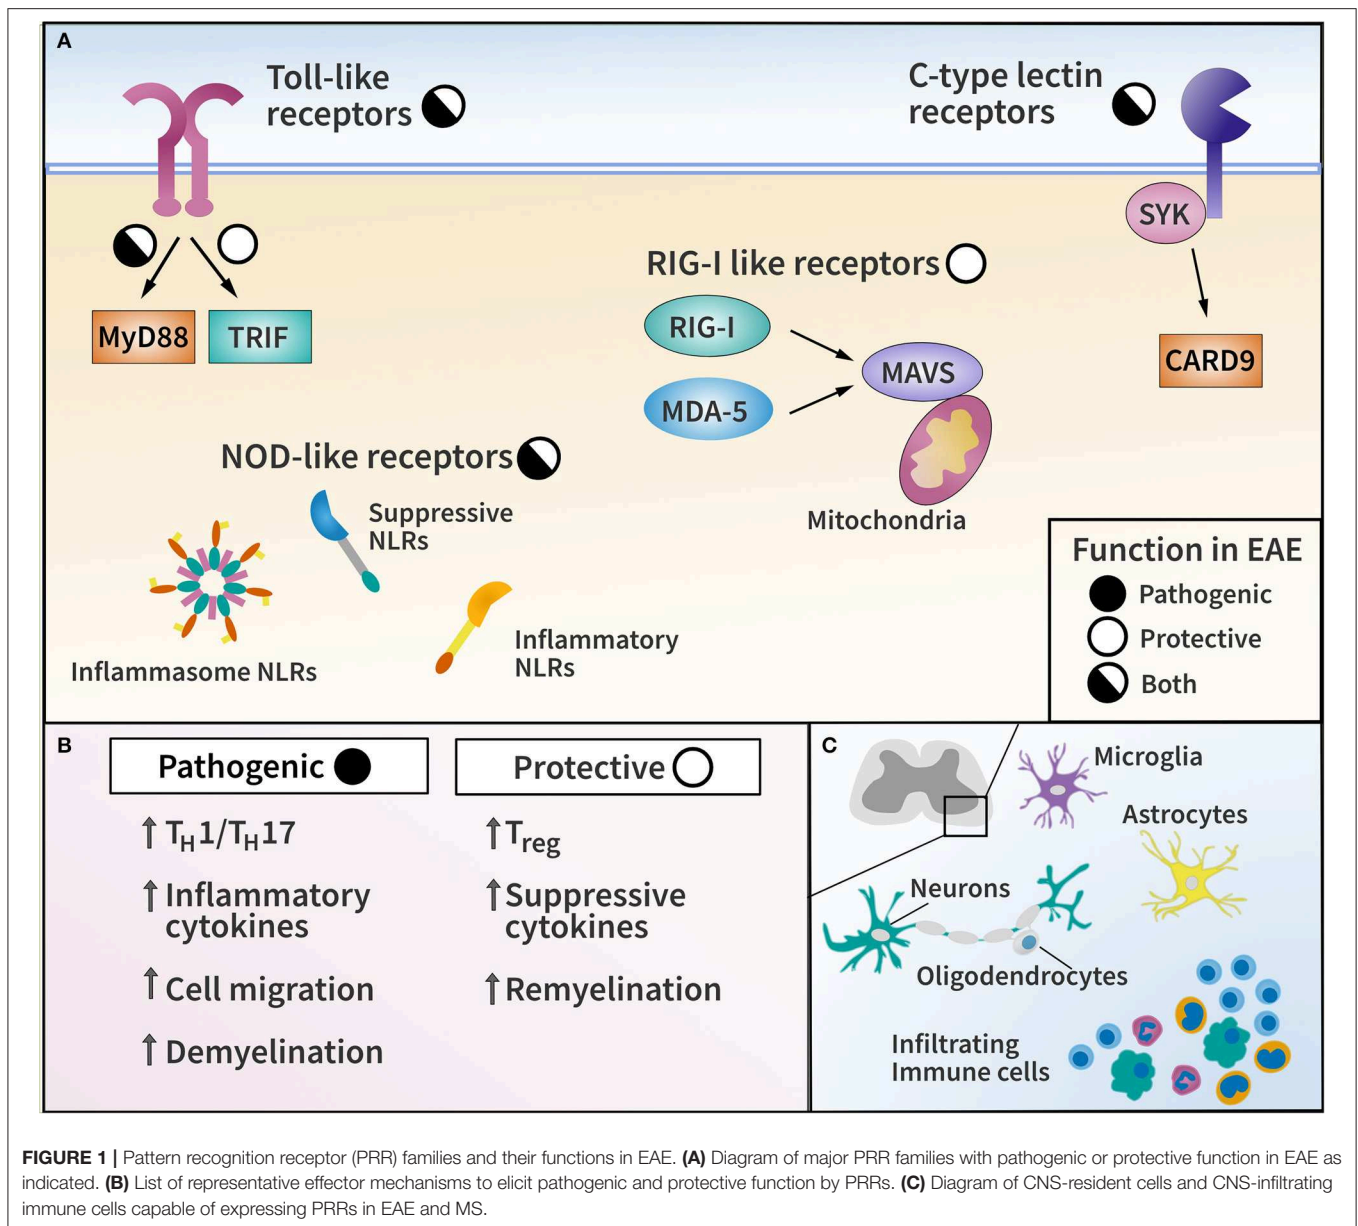 A
Toll-like
receptors
C-type lectin
receptors
SYK
MyD88
TRIF
RIG-I like receptors
RIG-I
MAVS
MDA-5
CARD9
Mitochondria
NOD-like receptors
Suppressive
NLRs
Inflammatory
NLRs
Inflammasome NLRs
Function in EAE
Pathogenic
Protective
Both
B
Pathogenic
↑ TH1/TH17
↑ Inflammatory
cytokines
↑ Cell migration
↑ Demyelination
Protective
↑ Treg
↑ Suppressive
cytokines
↑ Remyelination
C
Microglia
Astrocytes
Neurons
Oligodendrocytes
Infiltrating
Immune cells
FIGURE 1 | Pattern recognition receptor (PRR) families and their functions in EAE. (A) Diagram of major PRR families with pathogenic or protective function in EAE as
indicated. (B) List of representative effector mechanisms to elicit pathogenic and protective function by PRRs. (C) Diagram of CNS-resident cells and CNS-infiltrating
immune cells capable of expressing PRRs in EAE and MS.